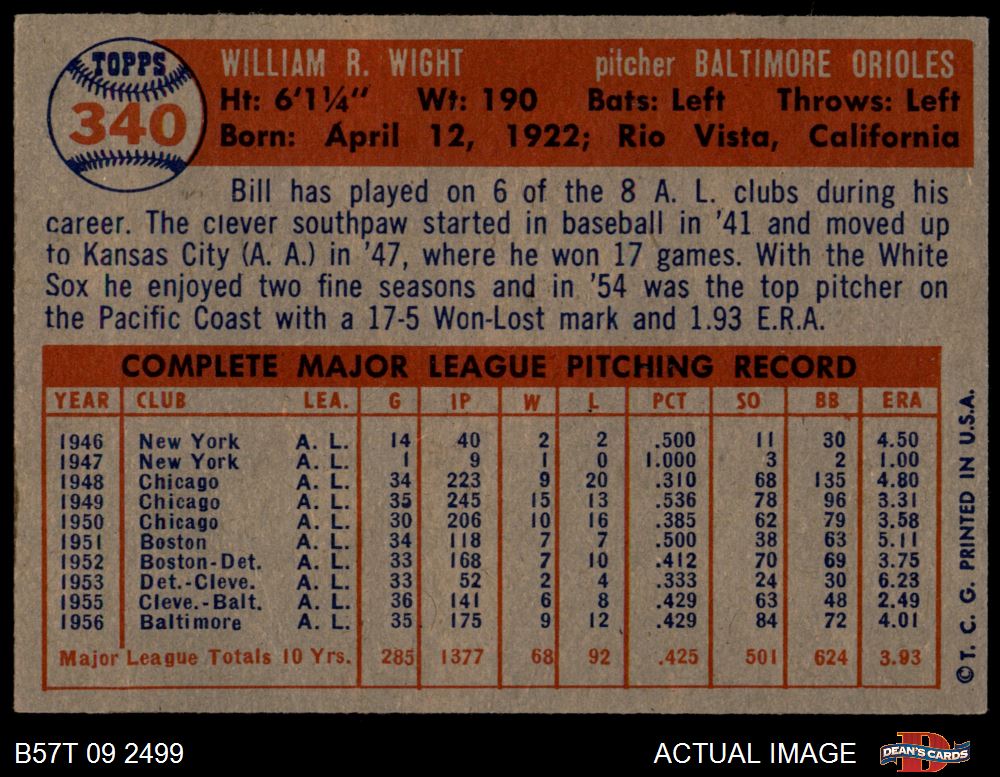 TOPPS
340
WILLIAM R. WIGHT pitcher BALTIMORE ORIOLES
Ht: 6'1¼" Wt: 190 Bats: Left Throws: Left
Born: April 12, 1922; Rio Vista, California
Bill has played on 6 of the 8 A. L. clubs during his
career. The clever southpaw started in baseball in '41 and moved up
to Kansas City (A. A.) in '47, where he won 17 games. With the White
Sox he enjoyed two fine seasons and in '54 was the top pitcher on
the Pacific Coast with a 17-5 Won-Lost mark and 1.93 E.R.A.
COMPLETE MAJOR LEAGUE PITCHING RECORD
YEAR CLUB LEA. G IP W L PCT SO BB ERA
1946 New York A. L. 14 40 2 2 .500 11 30 4.50
1947 New York A. L. 1 9 1 0 1.000 3 2 1.00
1948 Chicago A. L. 34 223 9 20 .310 68 135 4.80
1949 Chicago A. L. 35 245 15 13 .536 78 96 3.31
1950 Chicago A. L. 30 206 10 16 .385 62 79 3.58
1951 Boston A. L. 34 118 7 7 .500 38 63 5.11
1952 Boston-Det. A. L. 33 168 7 10 .412 70 69 3.75
1953 Det.-Cleve. A. L. 33 52 2 4 .333 24 30 6.23
1955 Cleve.-Balt. A. L. 36 141 6 8 .429 63 48 2.49
1956 Baltimore A. L. 35 175 9 12 .429 84 72 4.01
Major League Totals 10 Yrs. 285 1377 68 92 .425 501 624 3.93
© T. C. G. PRINTED IN U.S.A.
B57T 09 2499 ACTUAL IMAGE
DEAN'S CARDS